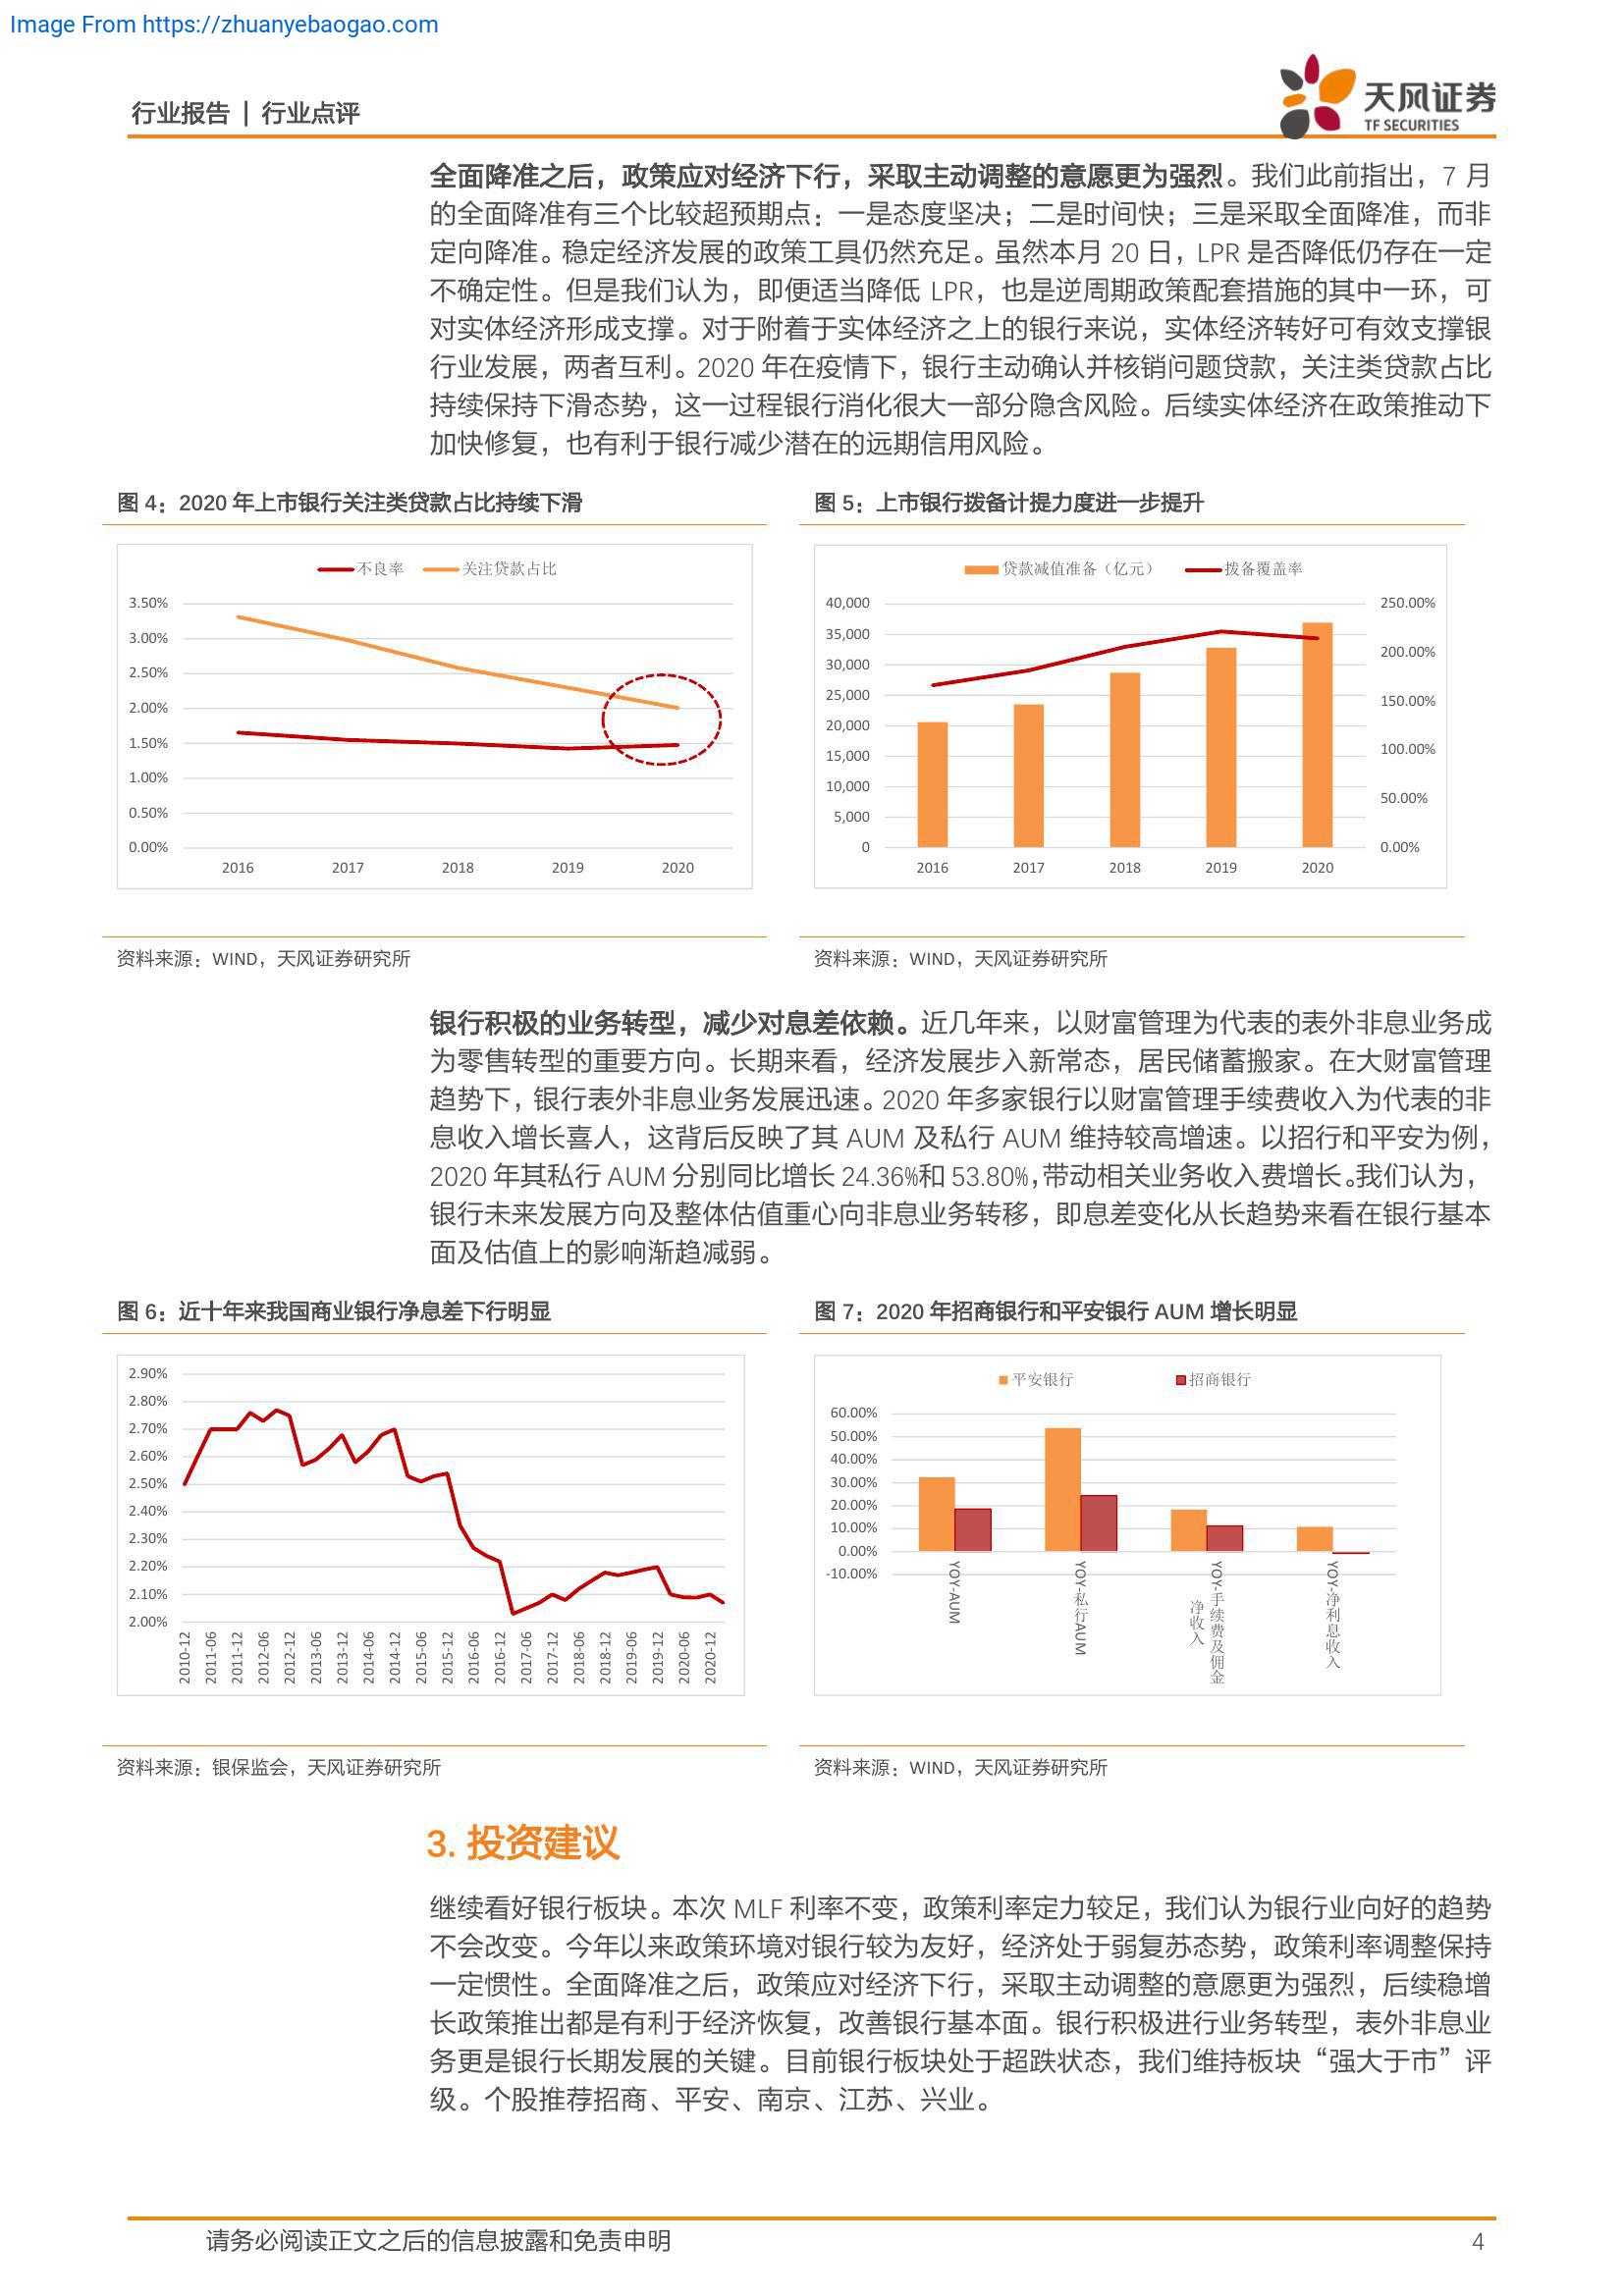 Image From https://zhuanyebaogao.com
行业报告 | 行业点评
天风证券
TF SECURITIES
全面降准之后，政策应对经济下行，采取主动调整的意愿更为强烈。我们此前指出，7 月
的全面降准有三个比较超预期点：一是态度坚决；二是时间快；三是采取全面降准，而非
定向降准。稳定经济发展的政策工具仍然充足。虽然本月 20 日，LPR 是否降低仍存在一定
不确定性。但是我们认为，即便适当降低 LPR，也是逆周期政策配套措施的其中一环，可
对实体经济形成支撑。对于附着于实体经济之上的银行来说，实体经济转好可有效支撑银
行业发展，两者互利。2020 年在疫情下，银行主动确认并核销问题贷款，关注类贷款占比
持续保持下滑态势，这一过程银行消化很大一部分隐含风险。后续实体经济在政策推动下
加快修复，也有利于银行减少潜在的远期信用风险。
图 4：2020 年上市银行关注类贷款占比持续下滑
不良率 关注贷款占比
3.50%
3.00%
2.50%
2.00%
1.50%
1.00%
0.50%
0.00%
2016 2017 2018 2019 2020
资料来源：WIND，天风证券研究所
图 5：上市银行拨备计提力度进一步提升
贷款减值准备（亿元） 拨备覆盖率
40,000 250.00%
35,000
30,000 200.00%
25,000 150.00%
20,000
15,000 100.00%
10,000
5,000 50.00%
0 0.00%
2016 2017 2018 2019 2020
资料来源：WIND，天风证券研究所
银行积极的业务转型，减少对息差依赖。近几年来，以财富管理为代表的表外非息业务成
为零售转型的重要方向。长期来看，经济发展步入新常态，居民储蓄搬家。在大财富管理
趋势下，银行表外非息业务发展迅速。2020 年多家银行以财富管理手续费收入为代表的非
息收入增长喜人，这背后反映了其 AUM 及私行 AUM 维持较高增速。以招行和平安为例，
2020 年其私行 AUM 分别同比增长 24.36%和 53.80%，带动相关业务收入费增长。我们认为，
银行未来发展方向及整体估值重心向非息业务转移，即息差变化从长趋势来看在银行基本
面及估值上的影响渐趋减弱。
图 6：近十年来我国商业银行净息差下行明显
2.90%
2.80%
2.70%
2.60%
2.50%
2.40%
2.30%
2.20%
2.10%
2.00%
2010-12 2011-06 2011-12 2012-06 2012-12 2013-06 2013-12 2014-06 2014-12 2015-06 2015-12 2016-06 2016-12 2017-06 2017-12 2018-06 2018-12 2019-06 2019-12 2020-06 2020-12
资料来源：银保监会，天风证券研究所
图 7：2020 年招商银行和平安银行 AUM 增长明显
平安银行 招商银行
60.00%
50.00%
40.00%
30.00%
20.00%
10.00%
0.00%
-10.00%
YOY-AUM
YOY-私行AUM
YOY-手续费及佣金
净收入
YOY-净利息收入
资料来源：WIND，天风证券研究所
3. 投资建议
继续看好银行板块。本次 MLF 利率不变，政策利率定力较足，我们认为银行业向好的趋势
不会改变。今年以来政策环境对银行较为友好，经济处于弱复苏态势，政策利率调整保持
一定惯性。全面降准之后，政策应对经济下行，采取主动调整的意愿更为强烈，后续稳增
长政策推出都是有利于经济恢复，改善银行基本面。银行积极进行业务转型，表外非息业
务更是银行长期发展的关键。目前银行板块处于超跌状态，我们维持板块“强大于市”评
级。个股推荐招商、平安、南京、江苏、兴业。
请务必阅读正文之后的信息披露和免责申明
4